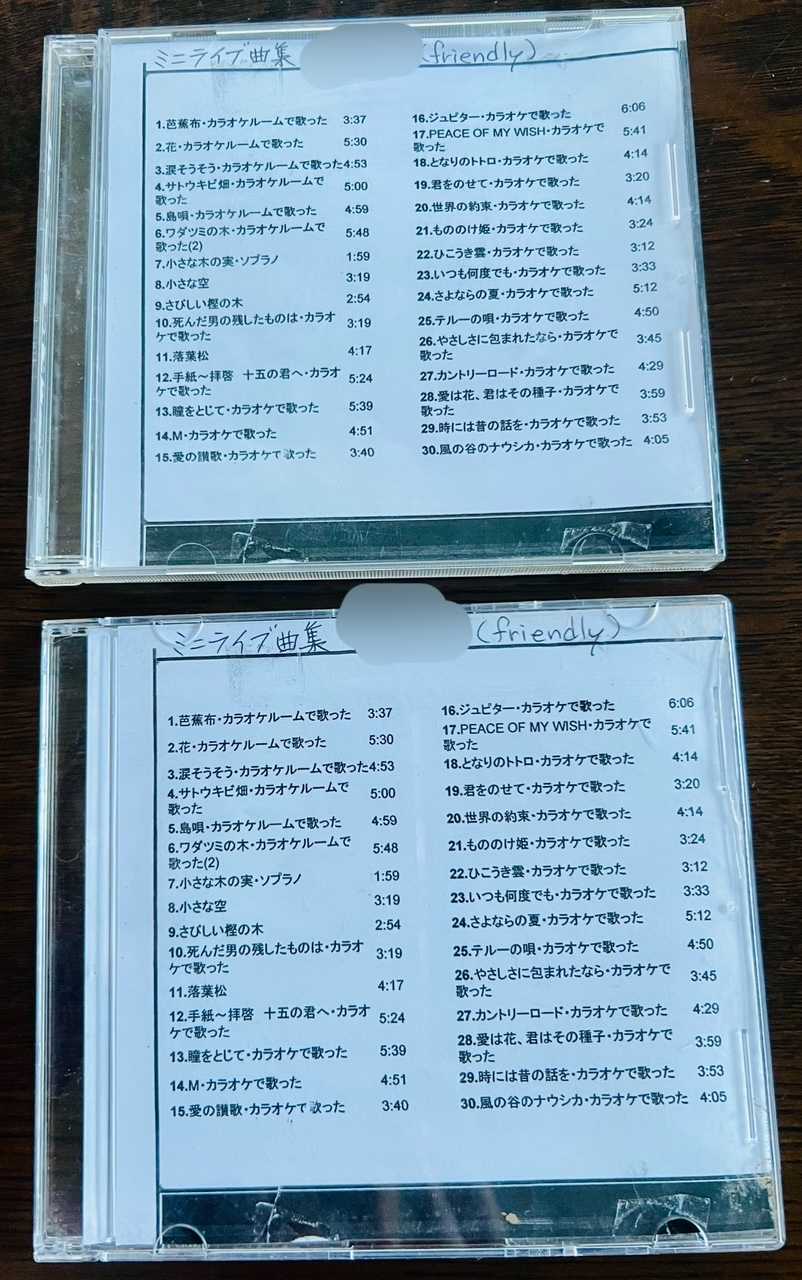 ミニライブ曲集 (friendly)
1.芭蕉布・カラオケルームで歌った 3:37
2.花・カラオケルームで歌った 5:30
3.涙そうそう・カラオケルームで歌った4:53
4.サトウキビ畑・カラオケルームで
歌った 5:00
5.島唄・カラオケルームで歌った 4:59
6.ワダツミの木・カラオケルームで
歌った(2) 5:48
7.小さな木の実・ソプラノ 1:59
8.小さな空 3:19
9.さびしい樫の木 2:54
10.死んだ男の残したものは・カラオ
ケで歌った 3:19
11.落葉松 4:17
12.手紙～拝啓 十五の君へ・カラオ
ケで歌った 5:24
13.瞳をとじて・カラオケで歌った 5:39
14.M・カラオケで歌った 4:51
15.愛の讃歌・カラオケで歌った 3:40
16.ジュピター・カラオケで歌った 6:06
17.PEACE OF MY WISH・カラオケで
歌った 5:41
18.となりのトトロ・カラオケで歌った 4:14
19.君をのせて・カラオケで歌った 3:20
20.世界の約束・カラオケで歌った 4:14
21.もののけ姫・カラオケで歌った 3:24
22.ひこうき雲・カラオケで歌った 3:12
23.いつも何度でも・カラオケで歌った 3:33
24.さよならの夏・カラオケで歌った 5:12
25.テルーの唄・カラオケで歌った 4:50
26.やさしさに包まれたなら・カラオケで
歌った 3:45
27.カントリーロード・カラオケで歌った 4:29
28.愛は花、君はその種子・カラオケで
歌った 3:59
29.時には昔の話を・カラオケで歌った 3:53
30.風の谷のナウシカ・カラオケで歌った 4:05
ミニライブ曲集 (friendly)
1.芭蕉布・カラオケルームで歌った 3:37
2.花・カラオケルームで歌った 5:30
3.涙そうそう・カラオケルームで歌った4:53
4.サトウキビ畑・カラオケルームで
歌った 5:00
5.島唄・カラオケルームで歌った 4:59
6.ワダツミの木・カラオケルームで
歌った(2) 5:48
7.小さな木の実・ソプラノ 1:59
8.小さな空 3:19
9.さびしい樫の木 2:54
10.死んだ男の残したものは・カラオ
ケで歌った 3:19
11.落葉松 4:17
12.手紙～拝啓 十五の君へ・カラオ
ケで歌った 5:24
13.瞳をとじて・カラオケで歌った 5:39
14.M・カラオケで歌った 4:51
15.愛の讃歌・カラオケで歌った 3:40
16.ジュピター・カラオケで歌った 6:06
17.PEACE OF MY WISH・カラオケで
歌った 5:41
18.となりのトトロ・カラオケで歌った 4:14
19.君をのせて・カラオケで歌った 3:20
20.世界の約束・カラオケで歌った 4:14
21.もののけ姫・カラオケで歌った 3:24
22.ひこうき雲・カラオケで歌った 3:12
23.いつも何度でも・カラオケで歌った 3:33
24.さよならの夏・カラオケで歌った 5:12
25.テルーの唄・カラオケで歌った 4:50
26.やさしさに包まれたなら・カラオケで
歌った 3:45
27.カントリーロード・カラオケで歌った 4:29
28.愛は花、君はその種子・カラオケで
歌った 3:59
29.時には昔の話を・カラオケで歌った 3:53
30.風の谷のナウシカ・カラオケで歌った 4:05